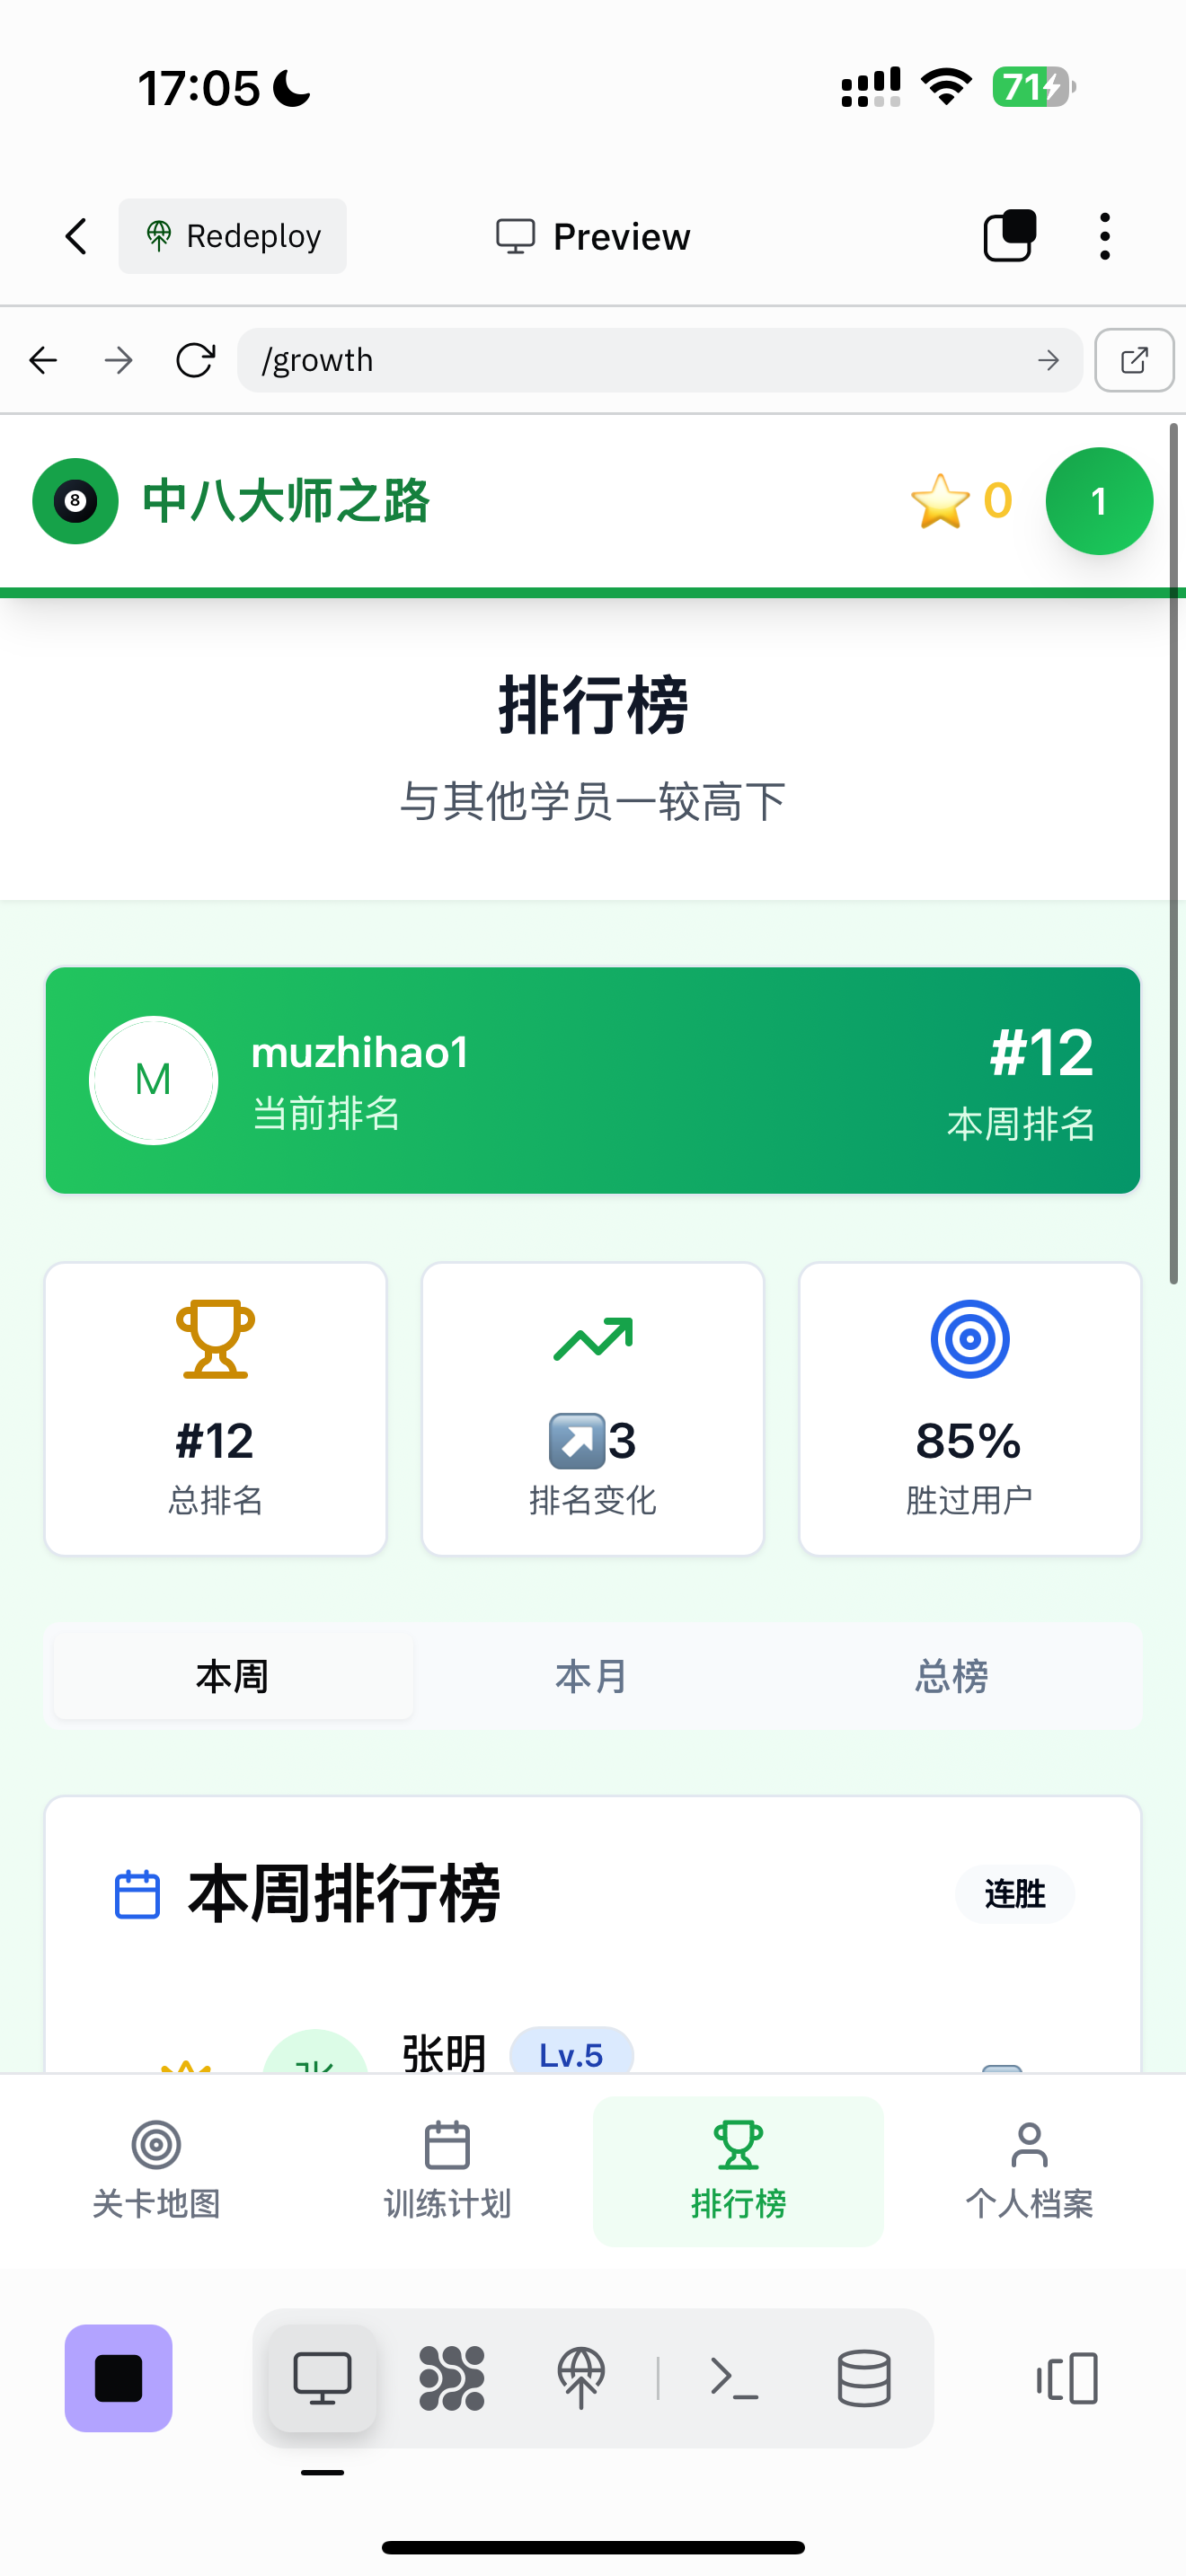 17:05
71
Redeploy
Preview
/growth
8
中八大师之路
0
1
排行榜
与其他学员一较高下
M
muzhihao1
当前排名
#12
本周排名
#12
总排名
↗3
排名变化
85%
胜过用户
本周
本月
总榜
本周排行榜
连胜
张明
Lv.5
关卡地图
训练计划
排行榜
个人档案